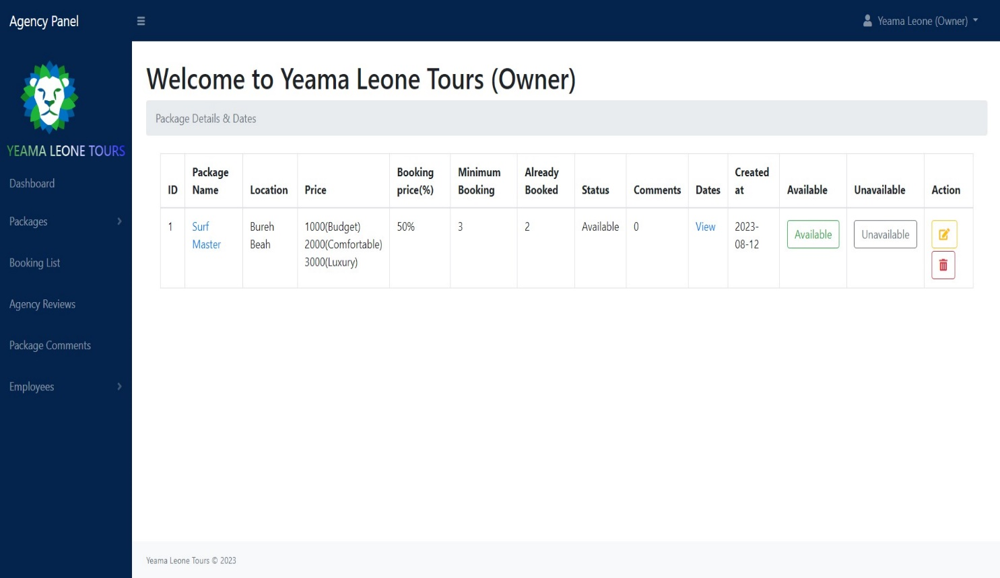 Agency Panel
Yeama Leone (Owner)
YEAMA LEONE TOURS
Dashboard
Packages
Booking List
Agency Reviews
Package Comments
Employees
Welcome to Yeama Leone Tours (Owner)
Package Details & Dates
ID
Package
Name
Location
Price
Booking
price(%)
Minimum
Booking
Already
Booked
Status
Comments
Dates
Created
at
Available
Unavailable
Action
1
Surf
Master
Bureh
Beah
1000(Budget)
2000(Comfortable)
3000(Luxury)
50%
3
2
Available
0
View
2023-
08-12
Available
Unavailable
Yeama Leone Tours © 2023